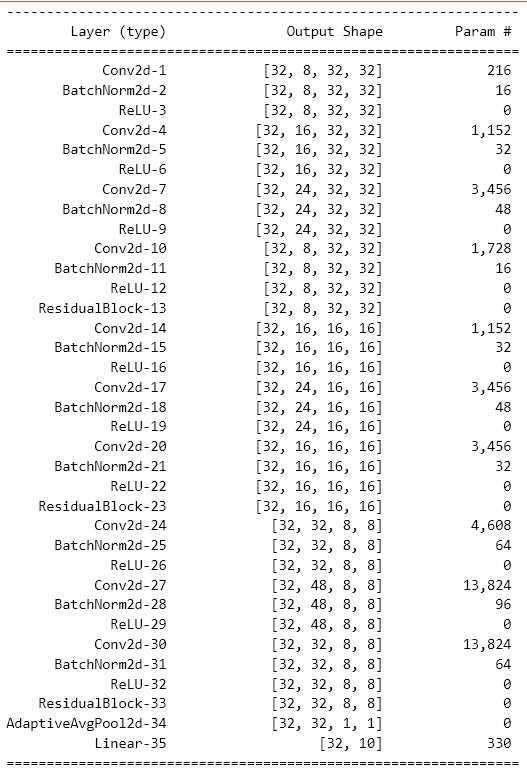 ----------------------------------------------------------------
        Layer (type)               Output Shape         Param #
================================================================
            Conv2d-1            [32, 8, 32, 32]             216
       BatchNorm2d-2            [32, 8, 32, 32]              16
              ReLU-3            [32, 8, 32, 32]               0
            Conv2d-4           [32, 16, 32, 32]           1,152
       BatchNorm2d-5           [32, 16, 32, 32]              32
              ReLU-6           [32, 16, 32, 32]               0
            Conv2d-7           [32, 24, 32, 32]           3,456
       BatchNorm2d-8           [32, 24, 32, 32]              48
              ReLU-9           [32, 24, 32, 32]               0
           Conv2d-10            [32, 8, 32, 32]           1,728
      BatchNorm2d-11            [32, 8, 32, 32]              16
             ReLU-12            [32, 8, 32, 32]               0
    ResidualBlock-13            [32, 8, 32, 32]               0
           Conv2d-14           [32, 16, 16, 16]           1,152
      BatchNorm2d-15           [32, 16, 16, 16]              32
             ReLU-16           [32, 16, 16, 16]               0
           Conv2d-17           [32, 24, 16, 16]           3,456
      BatchNorm2d-18           [32, 24, 16, 16]              48
             ReLU-19           [32, 24, 16, 16]               0
           Conv2d-20           [32, 16, 16, 16]           3,456
      BatchNorm2d-21           [32, 16, 16, 16]              32
             ReLU-22           [32, 16, 16, 16]               0
    ResidualBlock-23           [32, 16, 16, 16]               0
           Conv2d-24             [32, 32, 8, 8]           4,608
      BatchNorm2d-25             [32, 32, 8, 8]              64
             ReLU-26             [32, 32, 8, 8]               0
           Conv2d-27             [32, 48, 8, 8]          13,824
      BatchNorm2d-28             [32, 48, 8, 8]              96
             ReLU-29             [32, 48, 8, 8]               0
           Conv2d-30             [32, 32, 8, 8]          13,824
      BatchNorm2d-31             [32, 32, 8, 8]              64
             ReLU-32             [32, 32, 8, 8]               0
    ResidualBlock-33             [32, 32, 8, 8]               0
AdaptiveAvgPool2d-34             [32, 32, 1, 1]               0
           Linear-35                   [32, 10]             330
================================================================